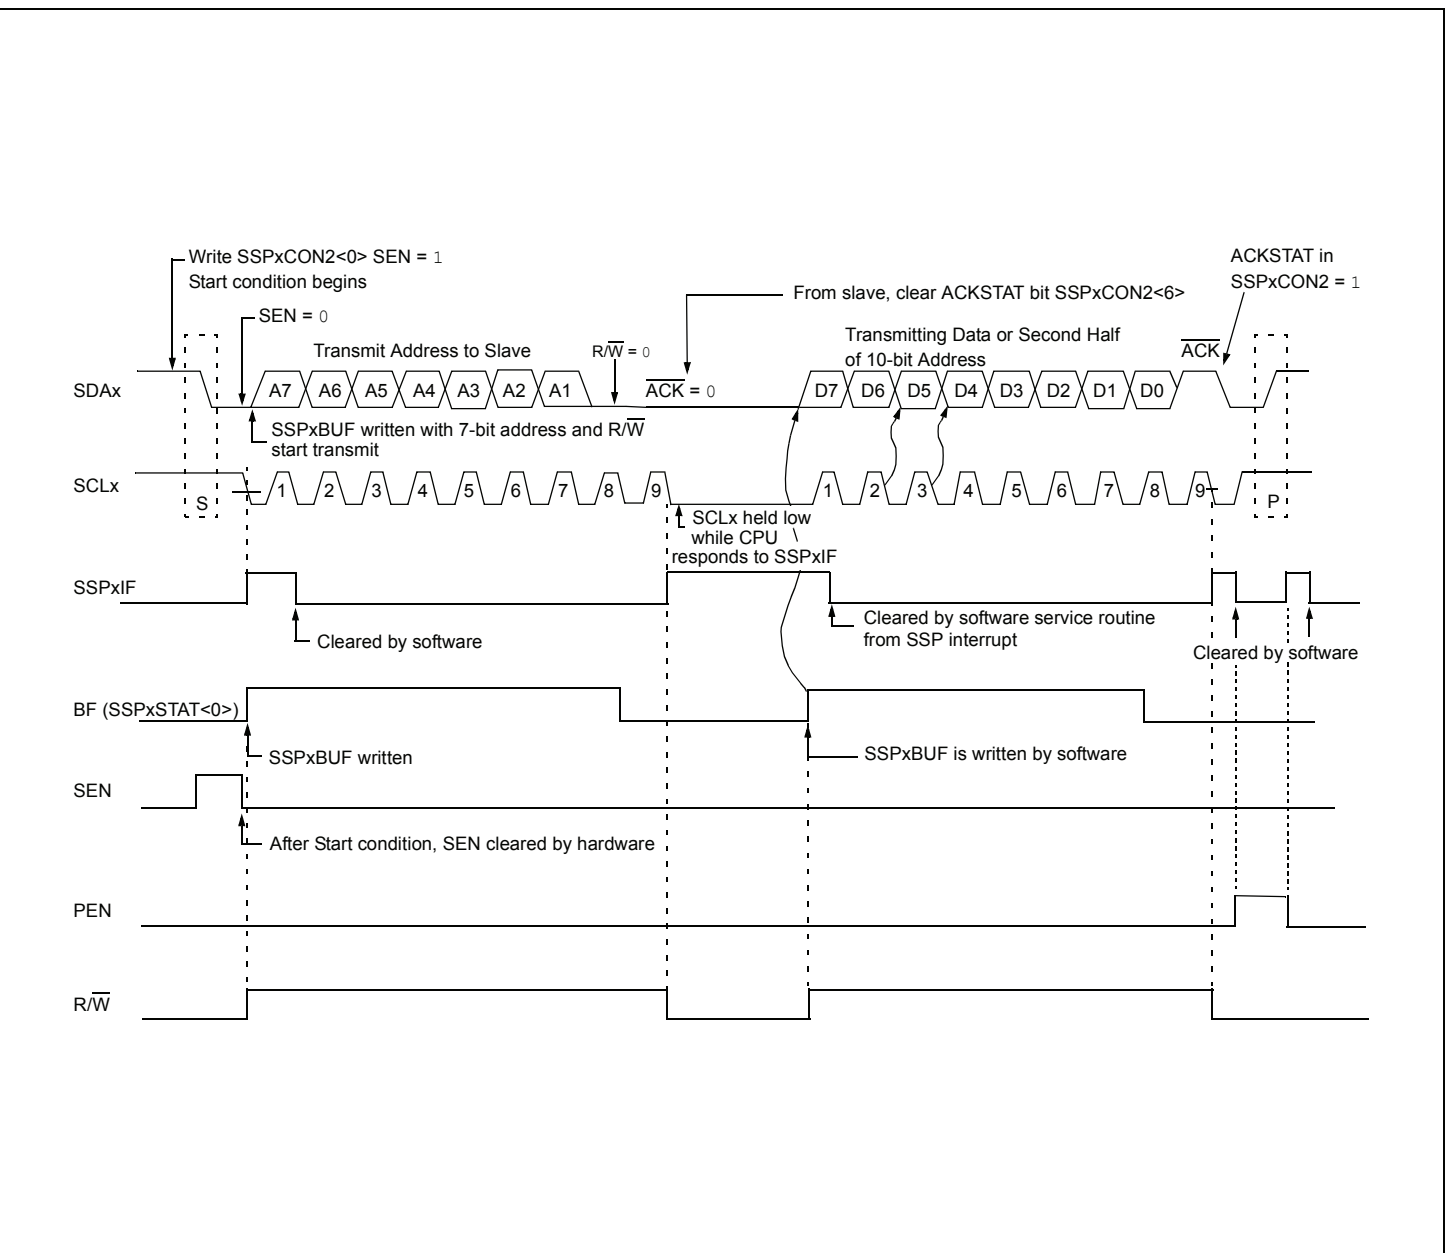 Write SSPxCON2<0> SEN = 1
Start condition begins
ACKSTAT in
SSPxCON2 = 1
From slave, clear ACKSTAT bit SSPxCON2<6>
SEN = 0
Transmit Address to Slave
R/W̅ = 0
Transmitting Data or Second Half
of 10-bit Address
A̅C̅K̅
SDAx
A7 A6 A5 A4 A3 A2 A1
A̅C̅K̅ = 0
D7 D6 D5 D4 D3 D2 D1 D0
SSPxBUF written with 7-bit address and R/W̅
start transmit
SCLx
S
1 2 3 4 5 6 7 8 9
1 2 3 4 5 6 7 8 9
P
SCLx held low
while CPU
responds to SSPxIF
SSPxIF
Cleared by software
Cleared by software service routine
from SSP interrupt
Cleared by software
BF (SSPxSTAT<0>)
SSPxBUF written
SSPxBUF is written by software
SEN
After Start condition, SEN cleared by hardware
PEN
R/W̅